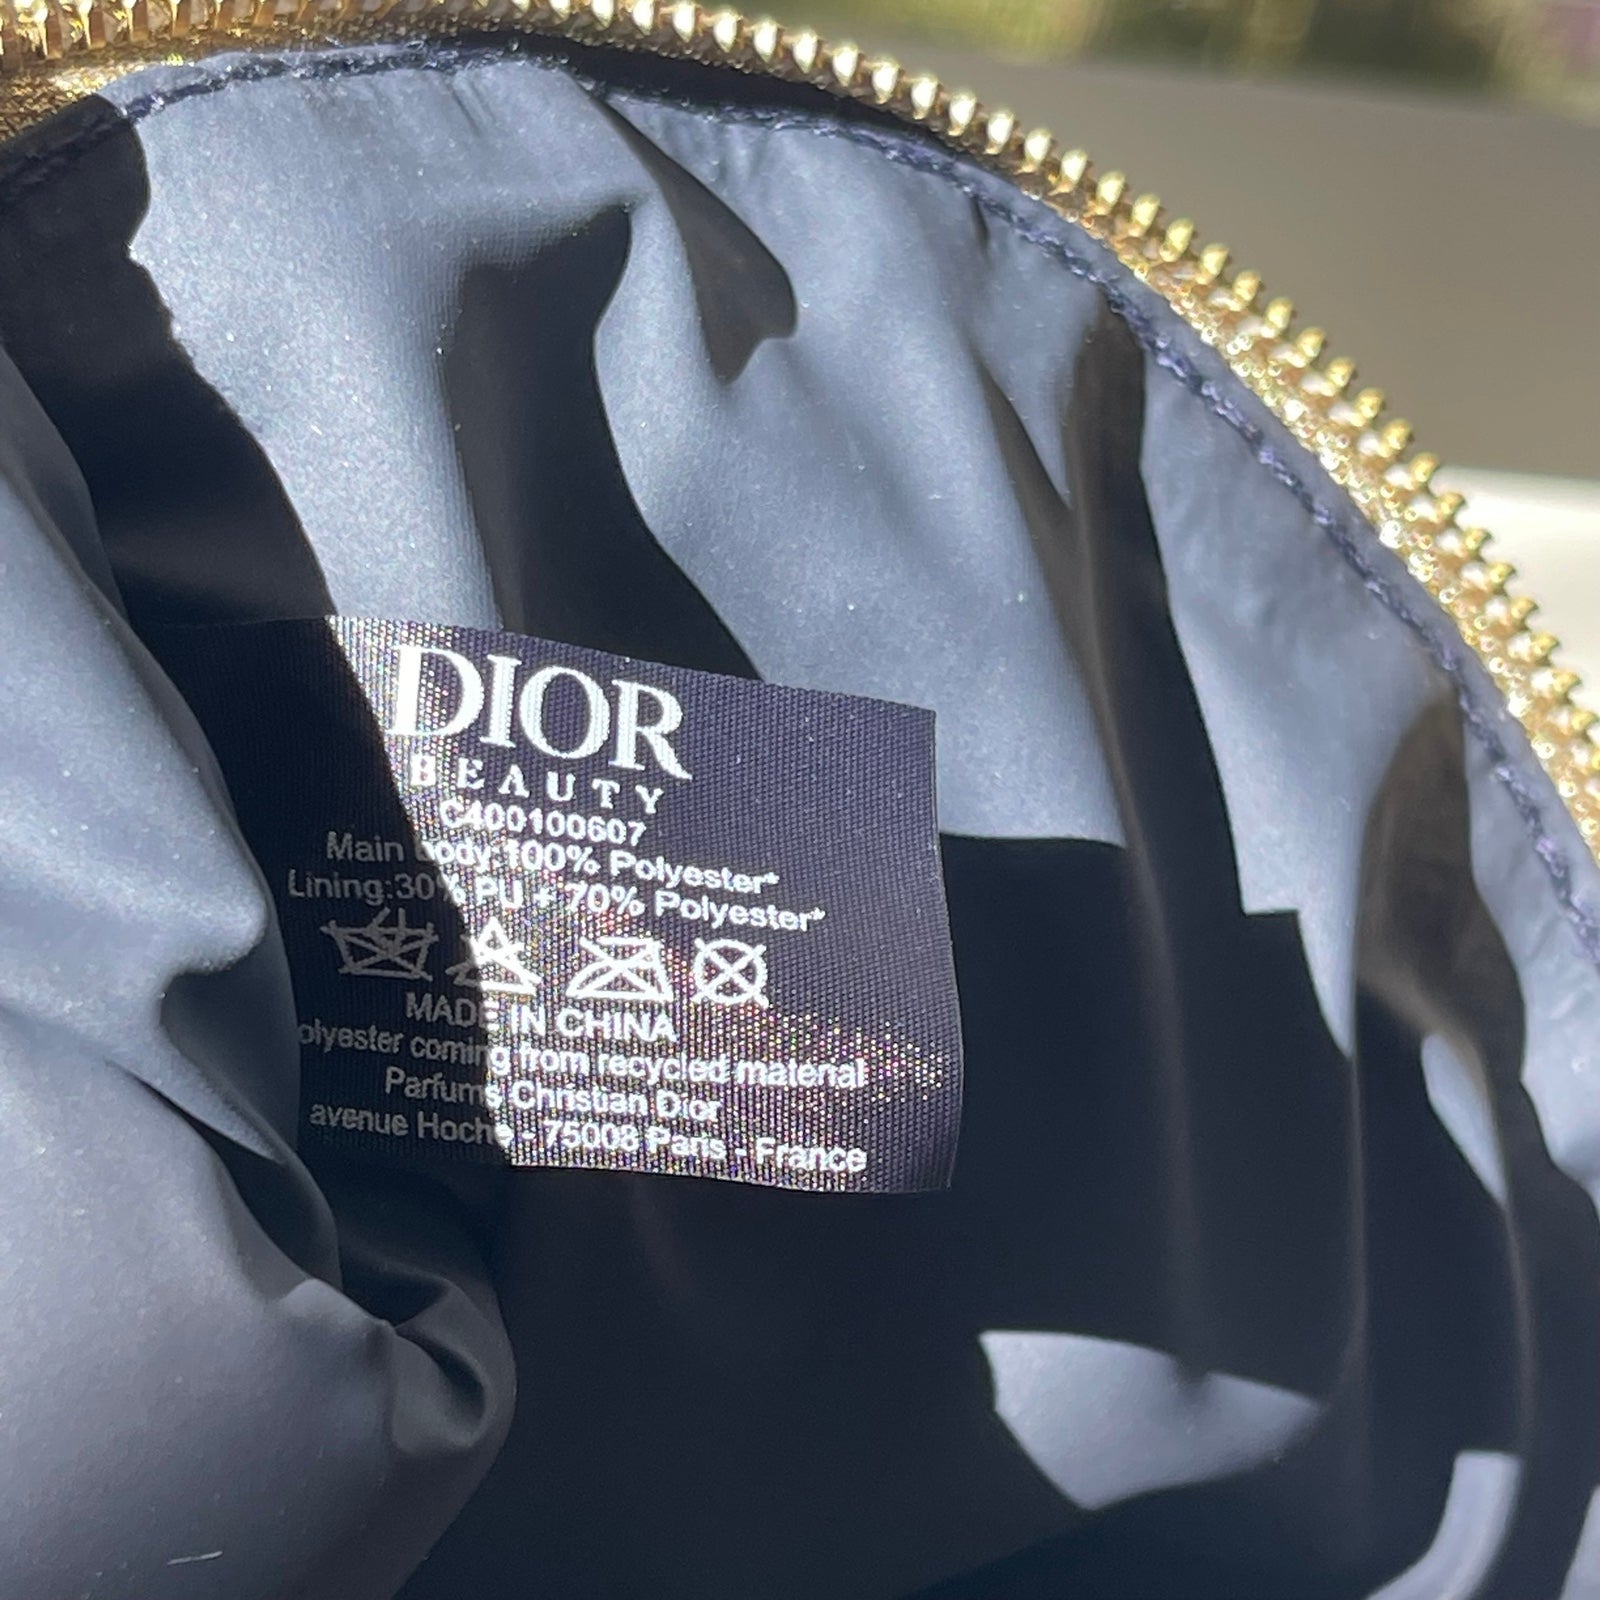 DIOR
BEAUTY
C400100607
Main body:100% Polyester*
Lining:30% PU + 70% Polyester*
MADE IN CHINA
olyester coming from recycled material
Parfums Christian Dior
avenue Hoche - 75008 Paris - France